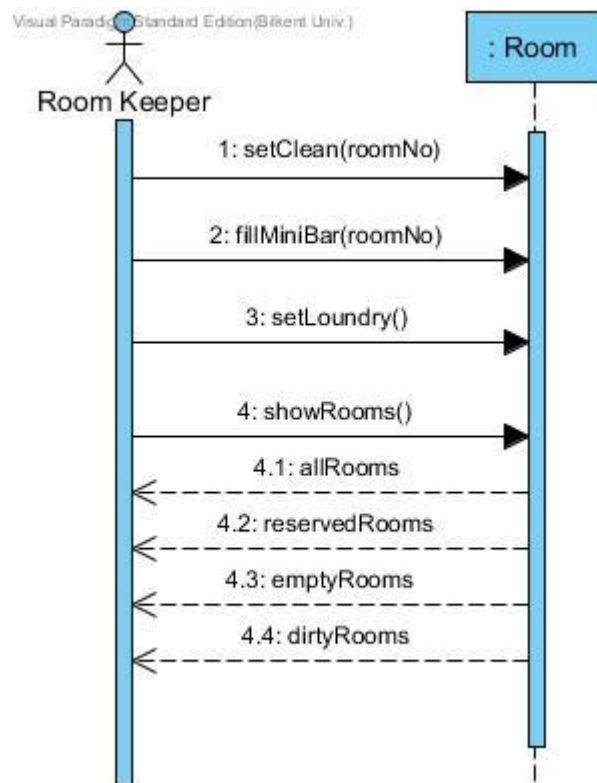 Visual Paradigm Standard Edition(Bilkent Univ.)
: Room
Room Keeper
1: setClean(roomNo)
2: fillMiniBar(roomNo)
3: setLoundry()
4: showRooms()
4.1: allRooms
4.2: reservedRooms
4.3: emptyRooms
4.4: dirtyRooms